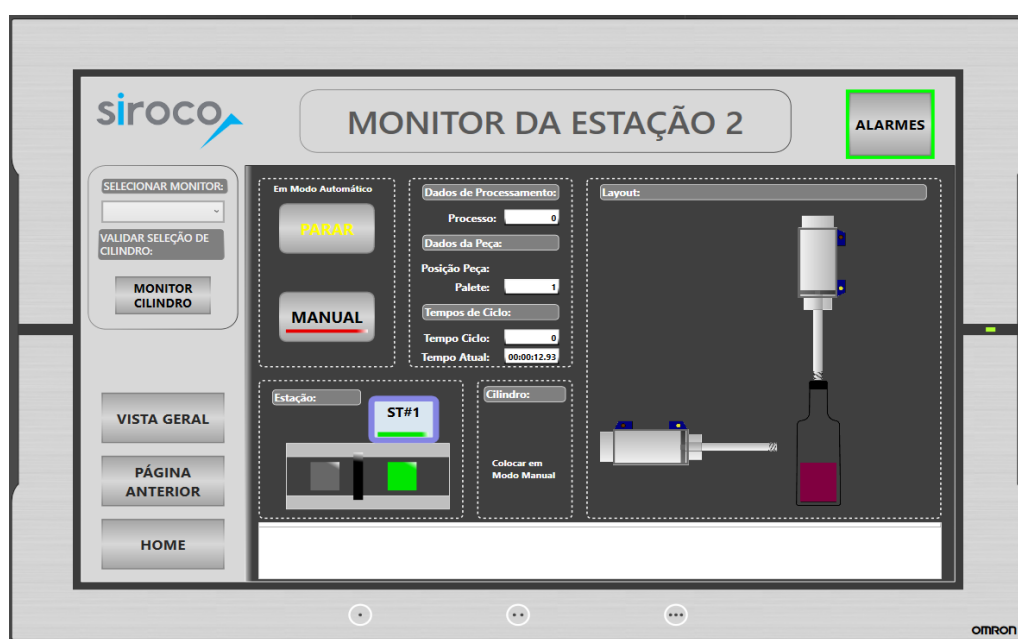 siroco
MONITOR DA ESTAÇÃO 2
ALARMES
SELECIONAR MONITOR:
VALIDAR SELEÇÃO DE
CILINDRO:
MONITOR
CILINDRO
VISTA GERAL
PÁGINA
ANTERIOR
HOME
Em Modo Automático
PARAR
MANUAL
Dados de Processamento:
Processo: 0
Dados da Peça:
Posição Peça:
Palete: 1
Tempos de Ciclo:
Tempo Ciclo: 0
Tempo Atual: 00:00:12.93
Layout:
Estação:
ST#1
Cilindro:
Colocar em
Modo Manual
OMRON